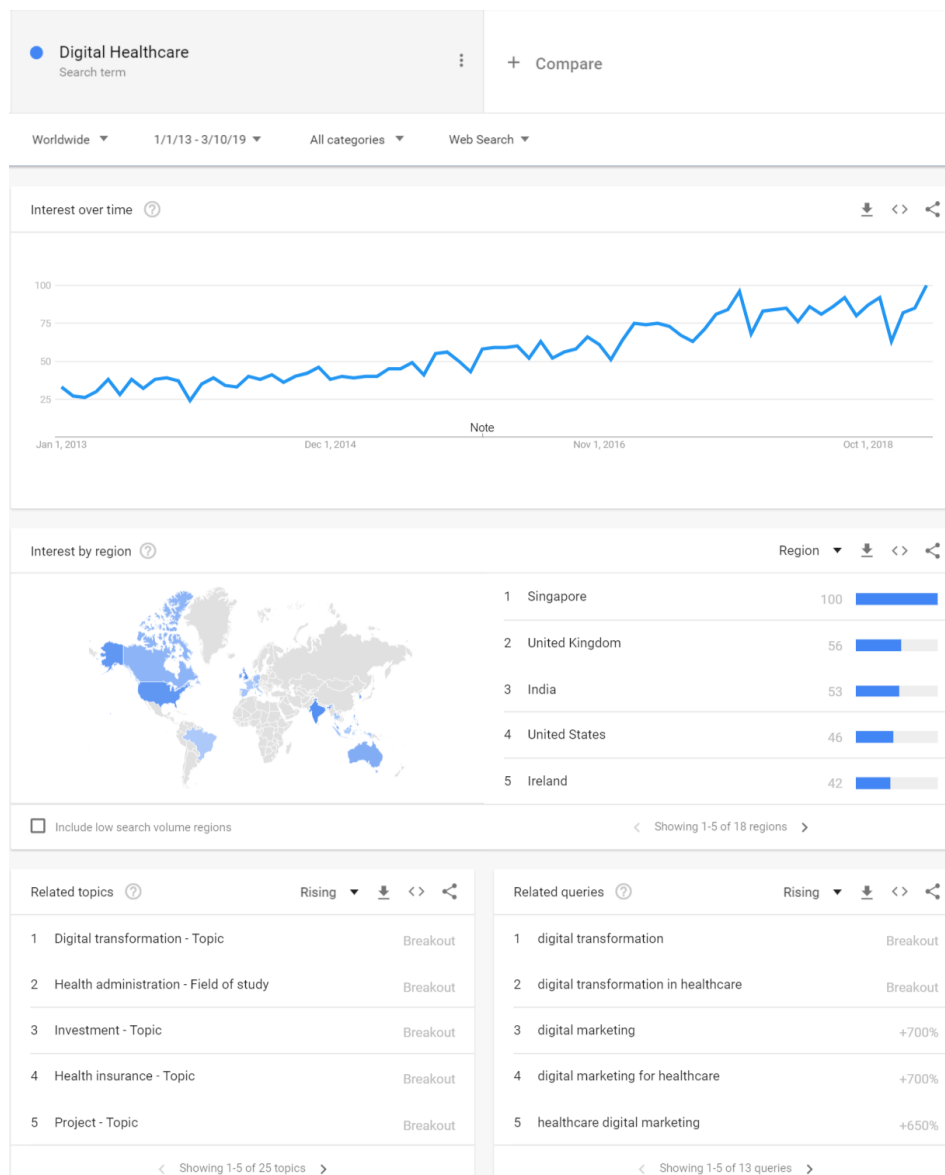 Digital Healthcare
Search term
+ Compare
Worldwide 1/1/13 - 3/10/19 All categories Web Search
Interest over time ?
100
75
50
25
Note
Jan 1, 2013 Dec 1, 2014 Nov 1, 2016 Oct 1, 2018
Interest by region ? Region
1 Singapore 100
2 United Kingdom 56
3 India 53
4 United States 46
5 Ireland 42
Include low search volume regions
Showing 1-5 of 18 regions
Related topics ? Rising
1 Digital transformation - Topic Breakout
2 Health administration - Field of study Breakout
3 Investment - Topic Breakout
4 Health insurance - Topic Breakout
5 Project - Topic Breakout
Showing 1-5 of 25 topics
Related queries ? Rising
1 digital transformation Breakout
2 digital transformation in healthcare Breakout
3 digital marketing +700%
4 digital marketing for healthcare +700%
5 healthcare digital marketing +650%
Showing 1-5 of 13 queries